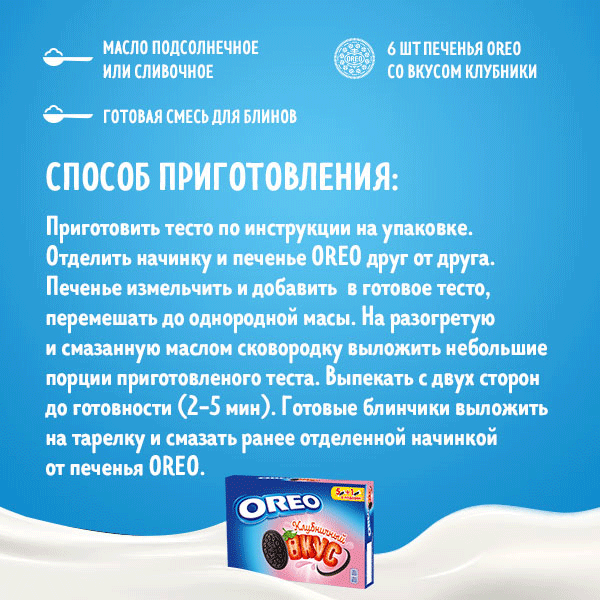 МАСЛО ПОДСОЛНЕЧНОЕ
ИЛИ СЛИВОЧНОЕ
6 ШТ ПЕЧЕНЬЯ OREO
СО ВКУСОМ КЛУБНИКИ
OREO
ГОТОВАЯ СМЕСЬ ДЛЯ БЛИНОВ
СПОСОБ ПРИГОТОВЛЕНИЯ:
Приготовить тесто по инструкции на упаковке.
Отделить начинку и печенье OREO друг от друга.
Печенье измельчить и добавить в готовое тесто,
перемешать до однородной масы. На разогретую
и смазанную маслом сковородку выложить небольшие
порции приготовленого теста. Выпекать с двух сторон
до готовности (2-5 мин). Готовые блинчики выложить
на тарелку и смазать ранее отделенной начинкой
от печенья OREO.
OREO
Клубничный
ВКУС